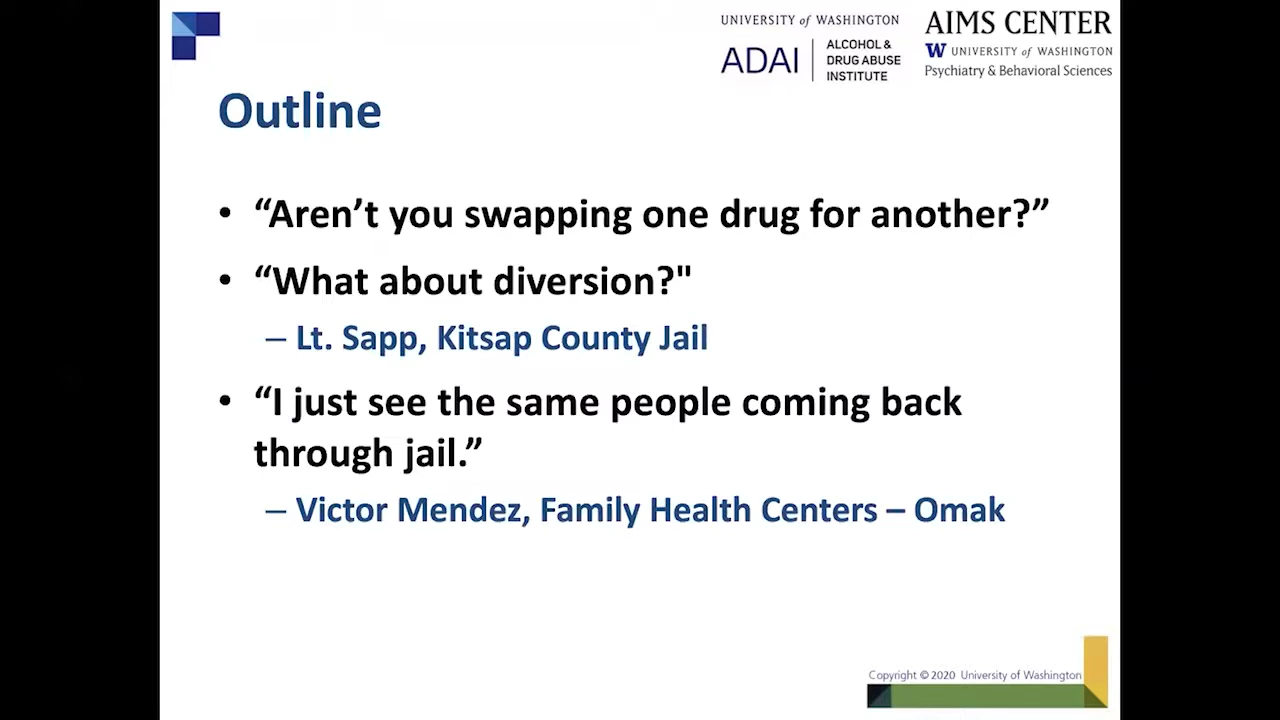 UNIVERSITY of WASHINGTON
ADAI
ALCOHOL &
DRUG ABUSE
INSTITUTE
AIMS CENTER
W UNIVERSITY of WASHINGTON
Psychiatry & Behavioral Sciences
Outline
• “Aren’t you swapping one drug for another?”
• “What about diversion?"
– Lt. Sapp, Kitsap County Jail
• “I just see the same people coming back
through jail.”
– Victor Mendez, Family Health Centers – Omak
Copyright © 2020 University of Washington